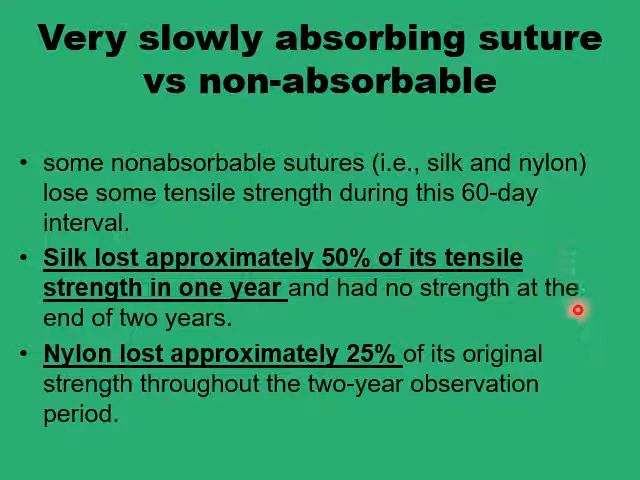 Very slowly absorbing suture
vs non-absorbable
• some nonabsorbable sutures (i.e., silk and nylon)
lose some tensile strength during this 60-day
interval.
• Silk lost approximately 50% of its tensile
strength in one year and had no strength at the
end of two years.
• Nylon lost approximately 25% of its original
strength throughout the two-year observation
period.